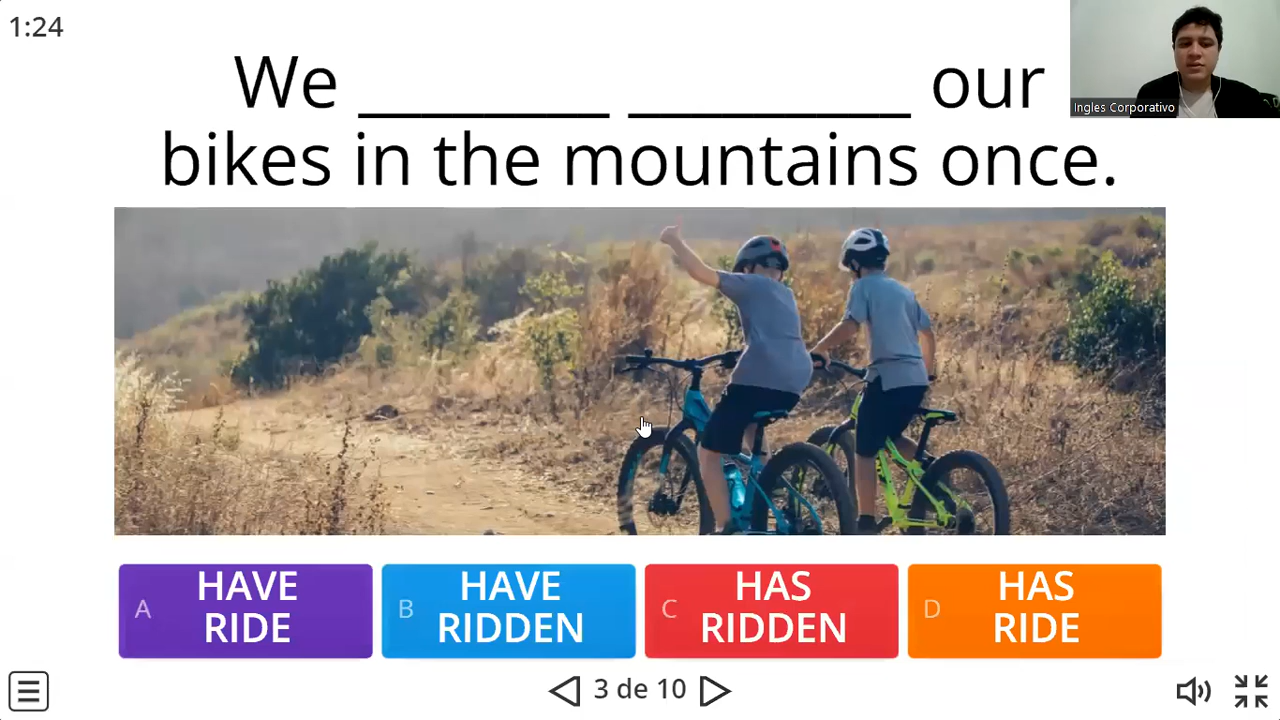 1:24
We ________ _________ our
bikes in the mountains once.
Ingles Corporativo
A
HAVE
RIDE
B
HAVE
RIDDEN
C
HAS
RIDDEN
D
HAS
RIDE
3 de 10